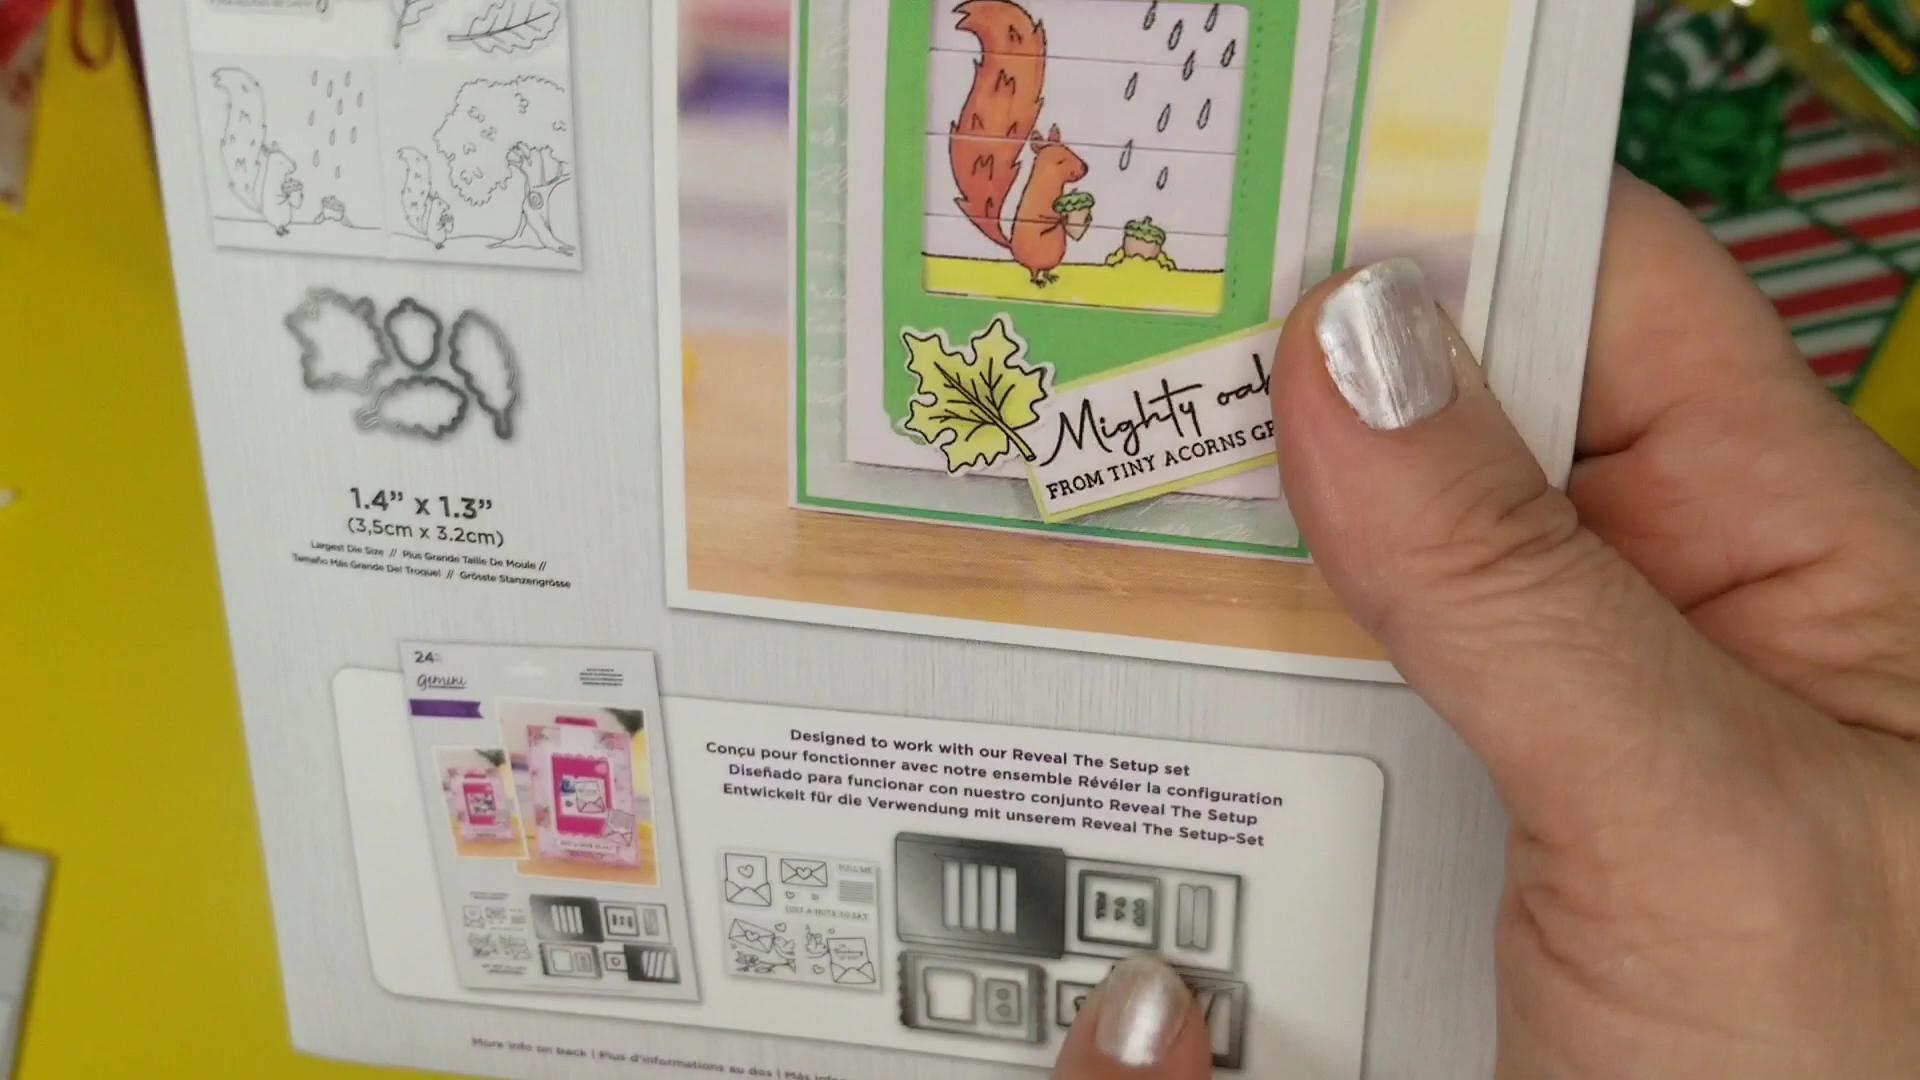 Mighty
FROM TINY ACORNS
1.4” x 1.3”
(3,5cm x 3.2cm)
Largest Die Size // Plus Grande Taille De Moule //
Tamaño Más Grande Del Troquel // Grösste Stanzengrösse
24
gemini
Designed to work with our Reveal The Setup set
Conçu pour fonctionner avec notre ensemble Révéler la configuration
Diseñado para funcionar con nuestro conjunto Reveal The Setup
Entwickelt für die Verwendung mit unserem Reveal The Setup-Set
PULL ME
JUST A NOTE TO SAY
More info on back | Plus d'informations au dos | Más